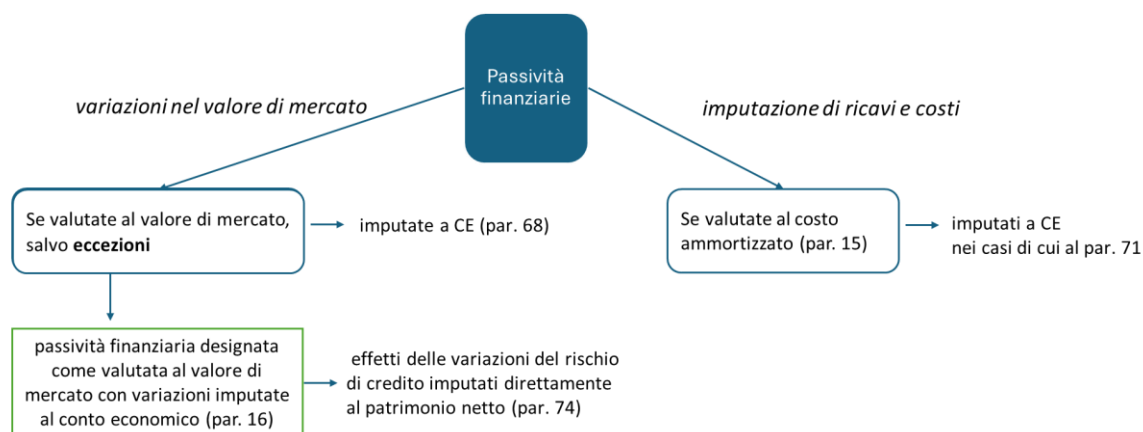 Passività
finanziarie
variazioni nel valore di mercato
imputazione di ricavi e costi
Se valutate al valore di mercato,
salvo eccezioni
imputate a CE (par. 68)
Se valutate al costo
ammortizzato (par. 15)
imputati a CE
nei casi di cui al par. 71
passività finanziaria designata
come valutata al valore di
mercato con variazioni imputate
al conto economico (par. 16)
effetti delle variazioni del rischio
di credito imputati direttamente
al patrimonio netto (par. 74)